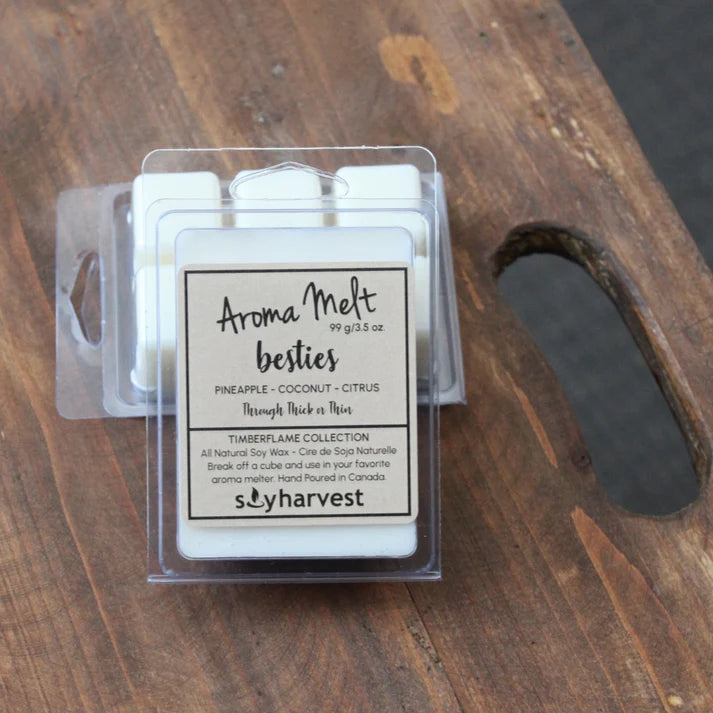 Aroma Melt
99 g/3.5 oz.
besties
PINEAPPLE - COCONUT - CITRUS
Through Thick or Thin
TIMBERFLAME COLLECTION
All Natural Soy Wax - Cire de Soja Naturelle
Break off a cube and use in your favorite
aroma melter. Hand Poured in Canada.
soyharvest